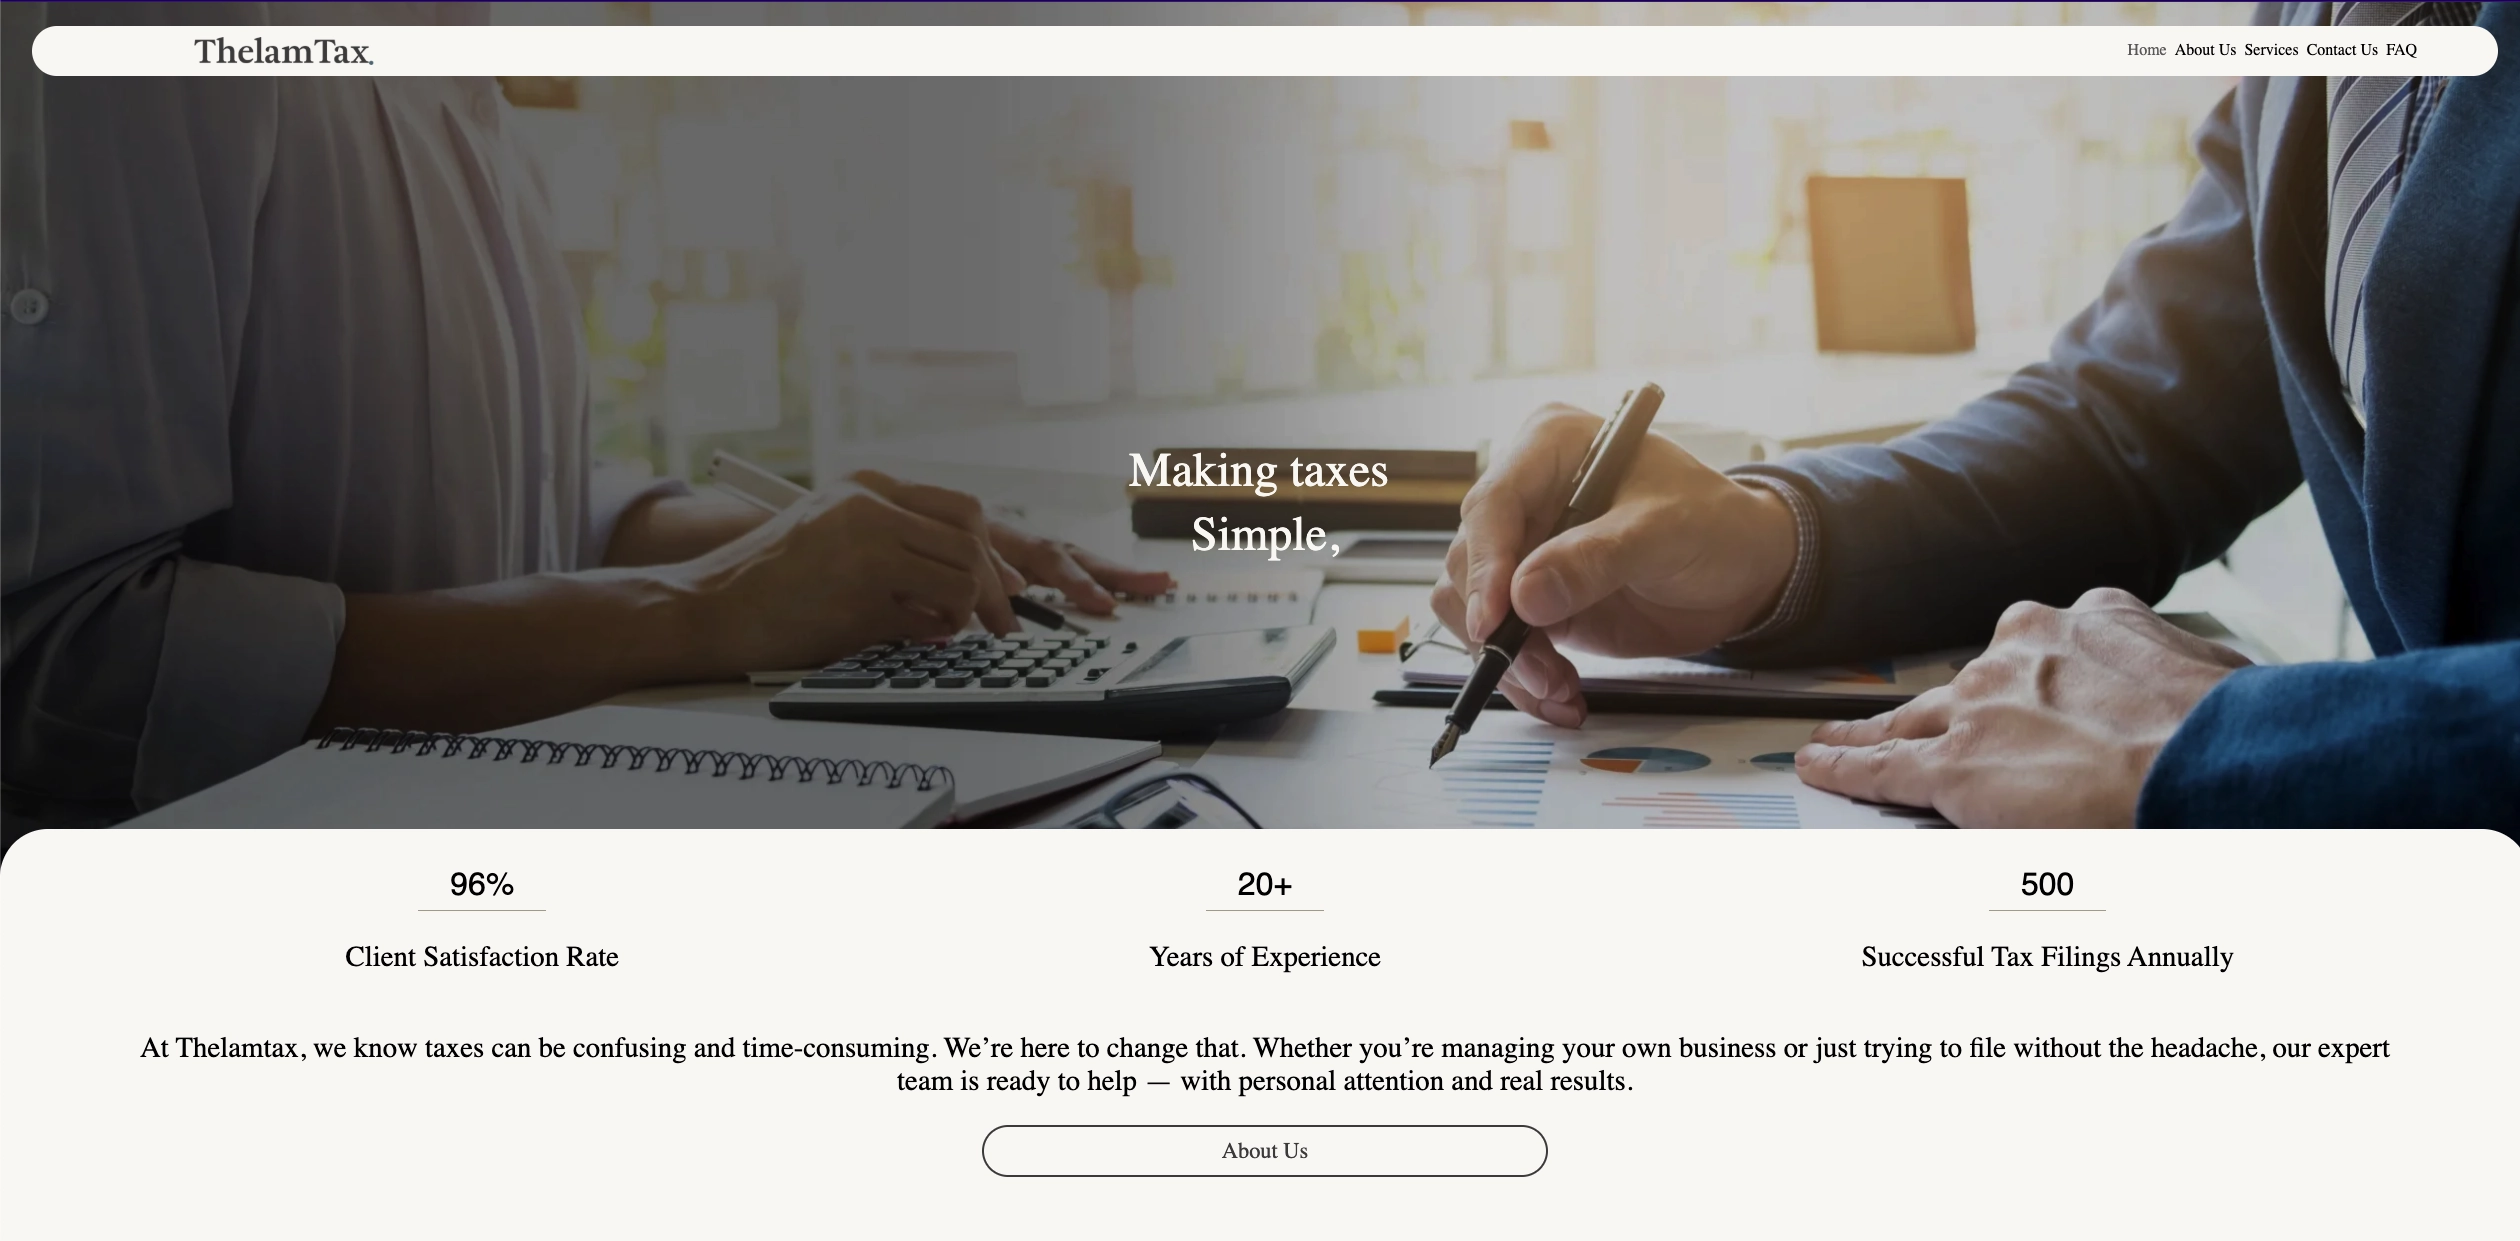 ThelamTax.
Home About Us Services Contact Us FAQ
Making taxes
Simple,
96%
Client Satisfaction Rate
20+
Years of Experience
500
Successful Tax Filings Annually
At Thelamtax, we know taxes can be confusing and time-consuming. We’re here to change that. Whether you’re managing your own business or just trying to file without the headache, our expert
team is ready to help — with personal attention and real results.
About Us